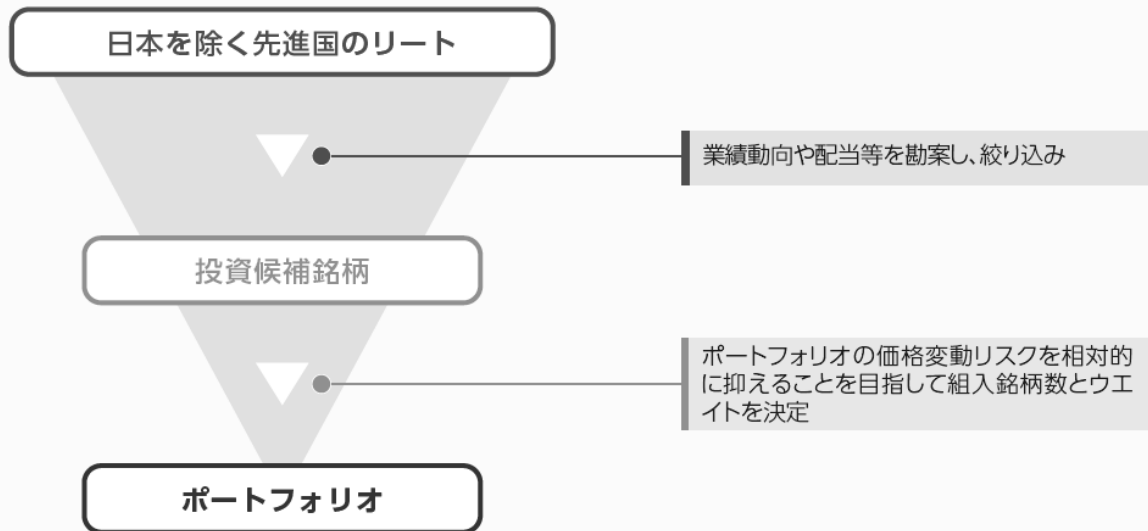 日本を除く先進国のリート
業績動向や配当等を勘案し、絞り込み
投資候補銘柄
ポートフォリオの価格変動リスクを相対的
に抑えることを目指して組入銘柄数とウエ
イトを決定
ポートフォリオ